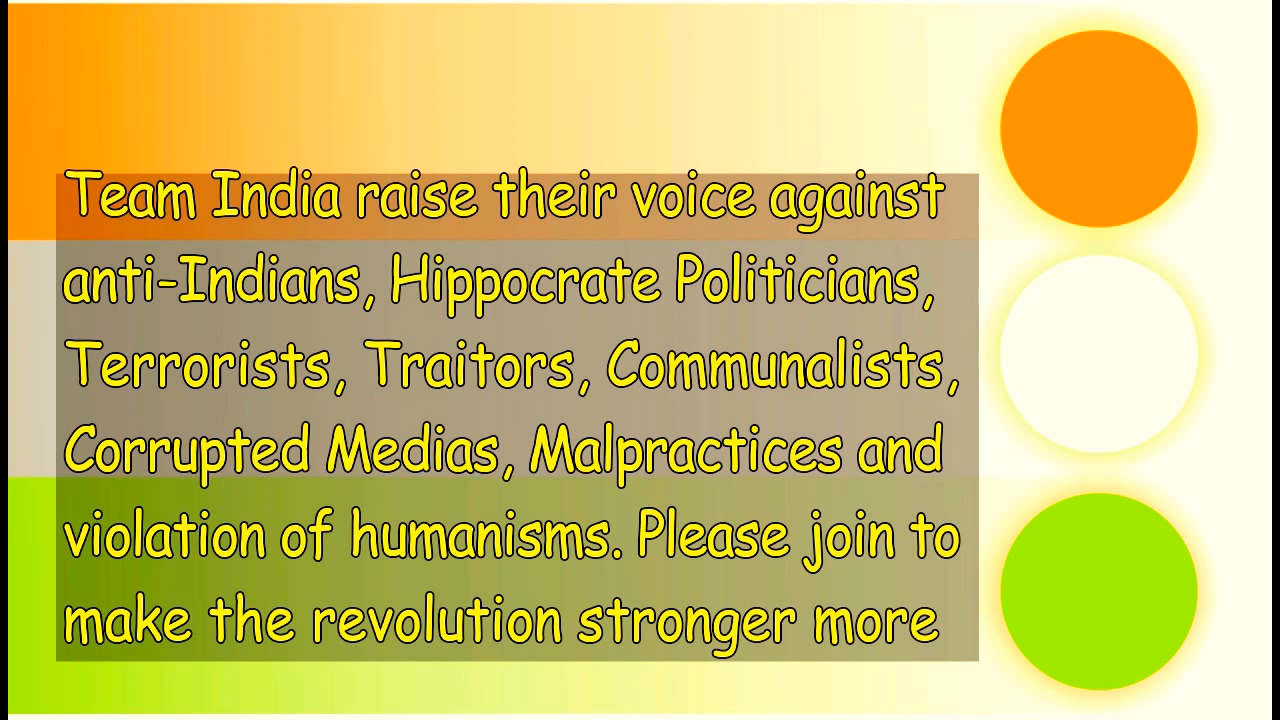 Team India raise their voice against
anti-Indians, Hippocrate Politicians,
Terrorists, Traitors, Communalists,
Corrupted Medias, Malpractices and
violation of humanisms. Please join to
make the revolution stronger more